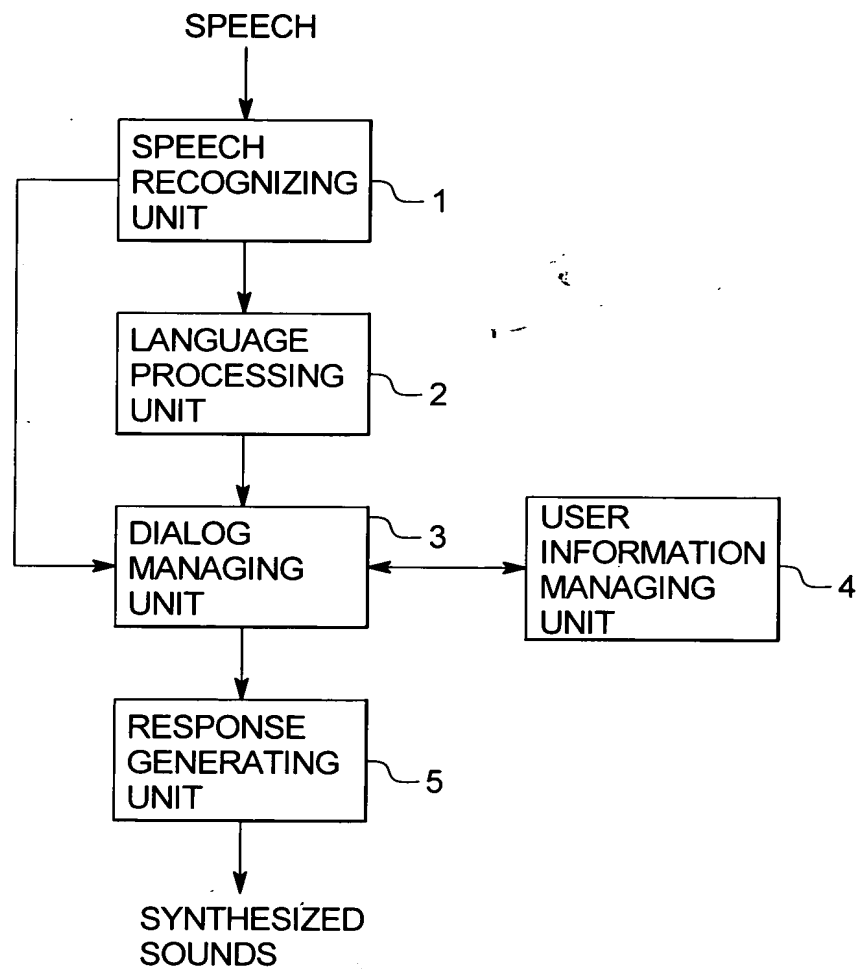 SPEECH
SPEECH
RECOGNIZING
UNIT
1
LANGUAGE
PROCESSING
UNIT
2
DIALOG
MANAGING
UNIT
3
USER
INFORMATION
MANAGING
UNIT
4
RESPONSE
GENERATING
UNIT
5
SYNTHESIZED
SOUNDS